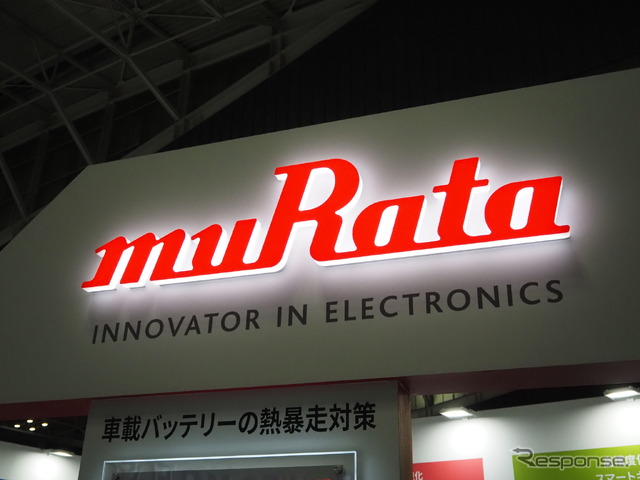 muRata
INNOVATOR IN ELECTRONICS
車載バッテリーの熱暴走対策
Response.